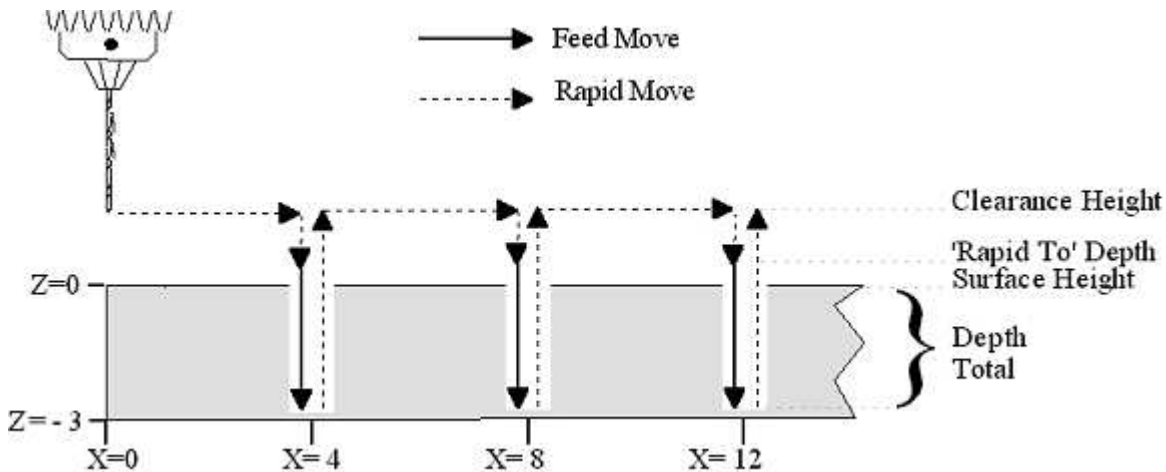 Feed Move
Rapid Move
Clearance Height
'Rapid To' Depth
Z=0
Surface Height
Depth
Total
Z= - 3
X=0
X= 4
X= 8
X= 12